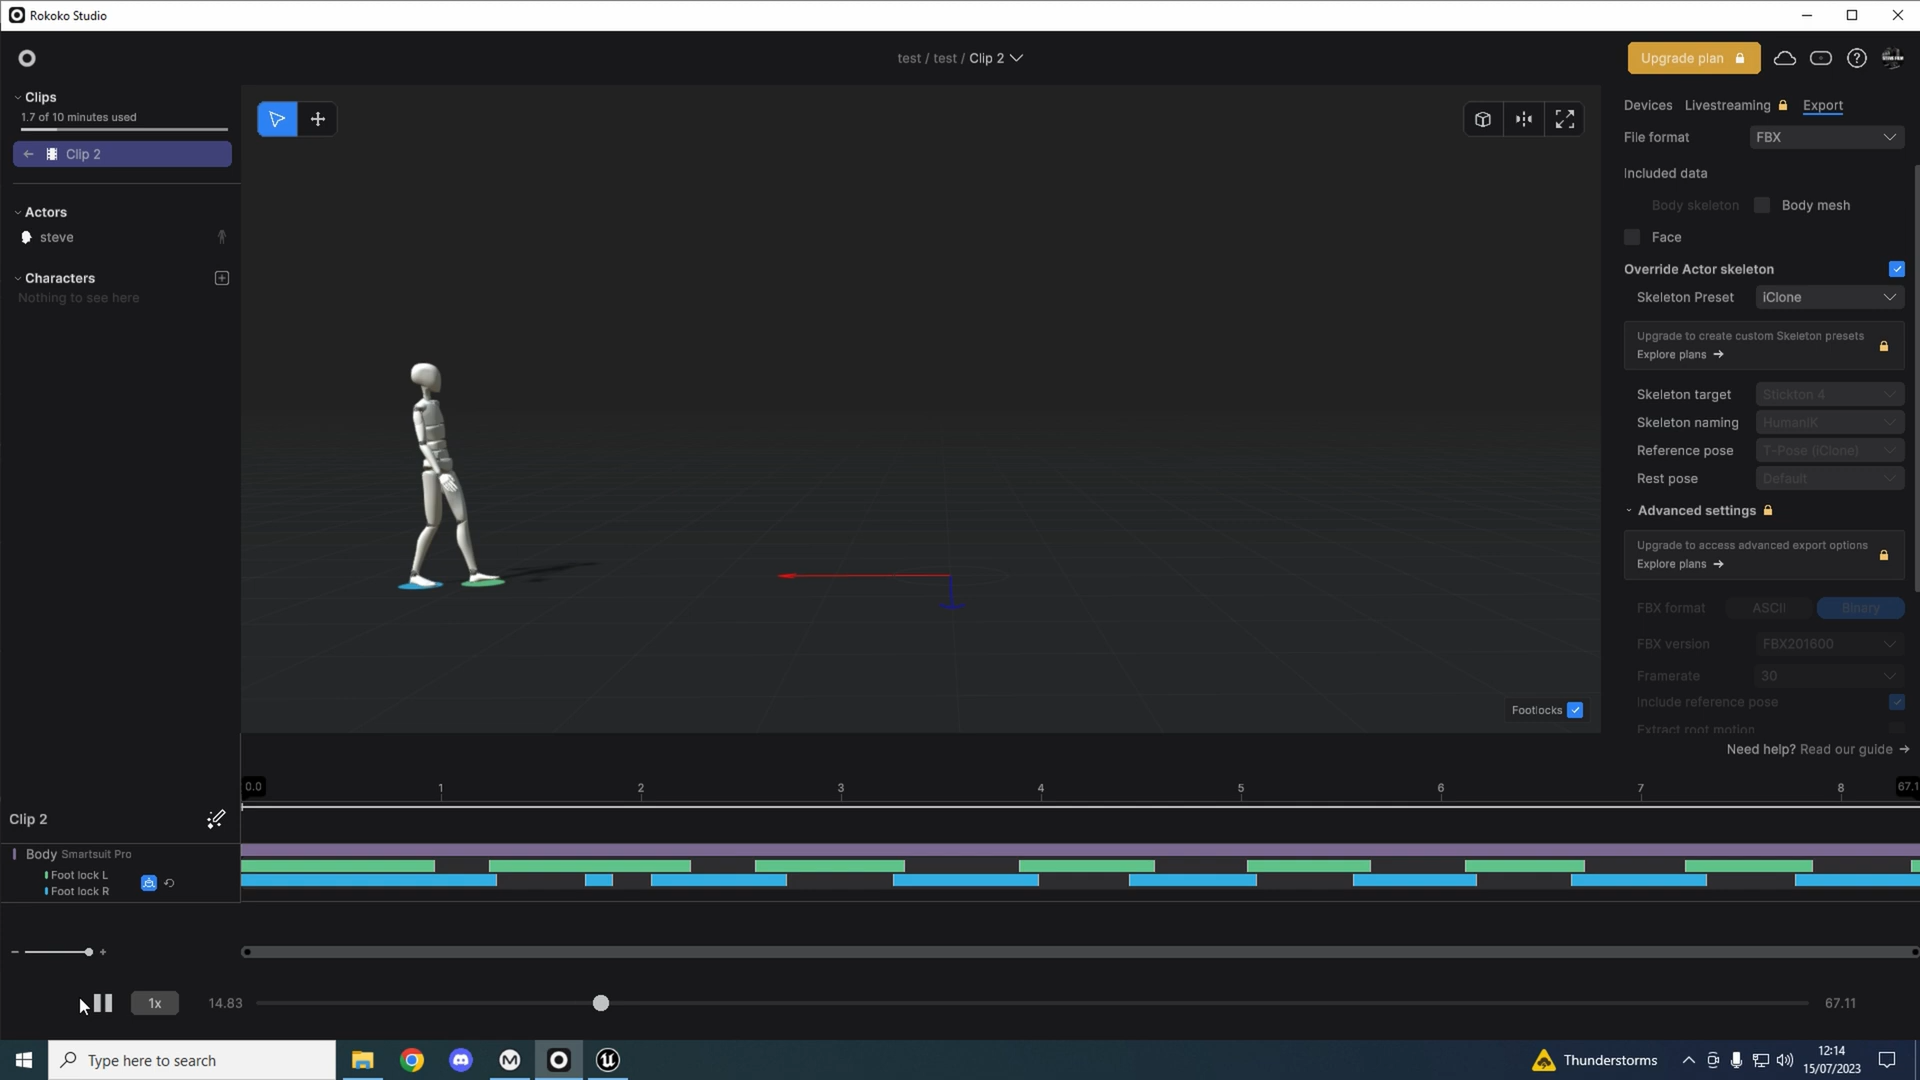 Rokoko Studio
test / test / Clip 2
Upgrade plan
Clips
1.7 of 10 minutes used
Clip 2
Actors
steve
Characters
Nothing to see here
Devices Livestreaming Export
File format FBX
Included data
Body skeleton Body mesh
Face
Override Actor skeleton
Skeleton Preset iClone
Upgrade to create custom Skeleton presets
Explore plans →
Skeleton target Stickton 4
Skeleton naming HumanIK
Reference pose T-Pose (iClone)
Rest pose Default
Advanced settings
Upgrade to access advanced export options
Explore plans →
FBX format ASCII Binary
FBX version FBX201600
Framerate 30
Include reference pose
Extract root motion
Footlocks
Need help? Read our guide →
0.0 1 2 3 4 5 6 7 8 67.1
Clip 2
Body Smartsuit Pro
Foot lock L
Foot lock R
1x 14.83 67.11
Type here to search
Thunderstorms
12:14
15/07/2023